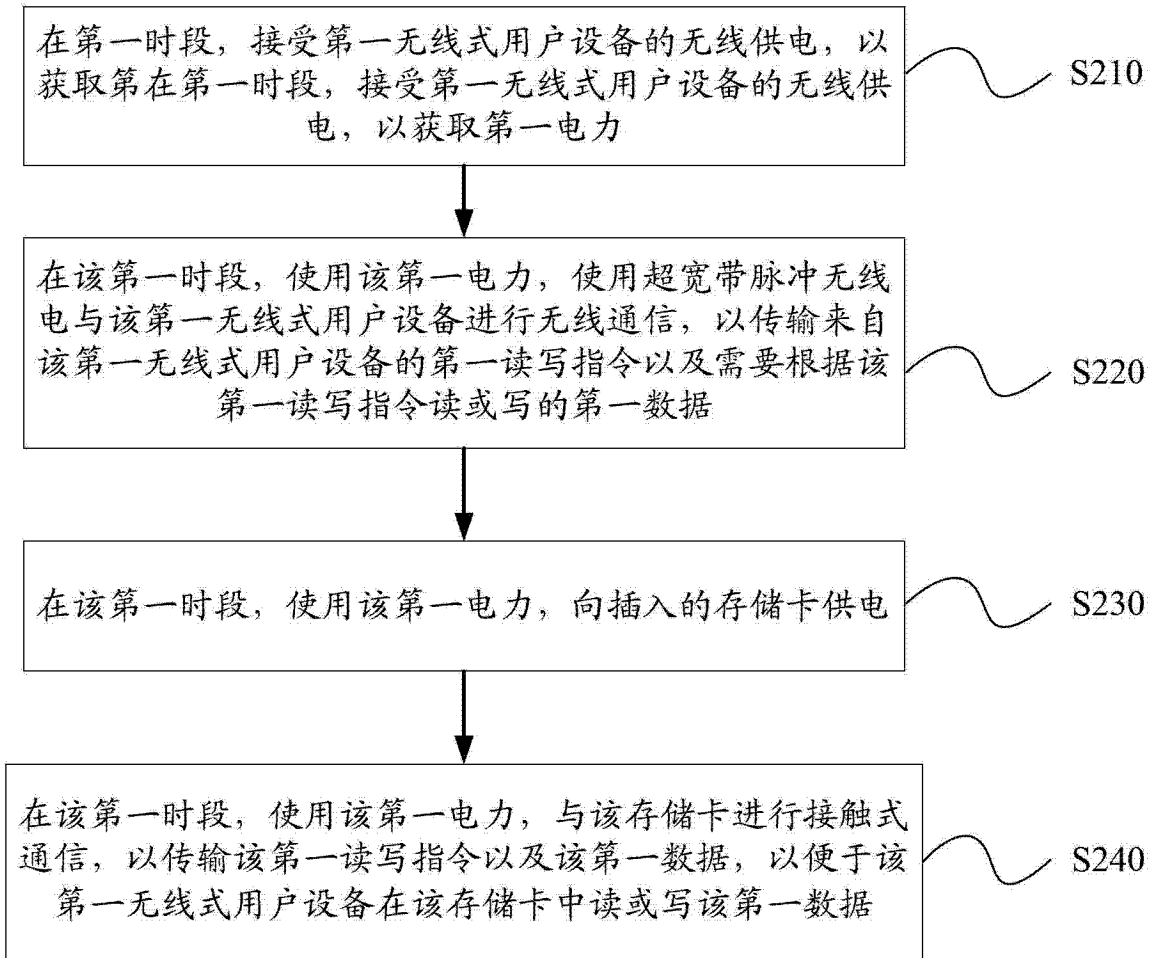 在第一时段，接受第一无线式用户设备的无线供电，以
获取第在第一时段，接受第一无线式用户设备的无线供
电，以获取第一电力
S210
在该第一时段，使用该第一电力，使用超宽带脉冲无线
电与该第一无线式用户设备进行无线通信，以传输来自
该第一无线式用户设备的第一读写指令以及需要根据该
第一读写指令读或写的第一数据
S220
在该第一时段，使用该第一电力，向插入的存储卡供电
S230
在该第一时段，使用该第一电力，与该存储卡进行接触式
通信，以传输该第一读写指令以及该第一数据，以便于该
第一无线式用户设备在该存储卡中读或写该第一数据
S240